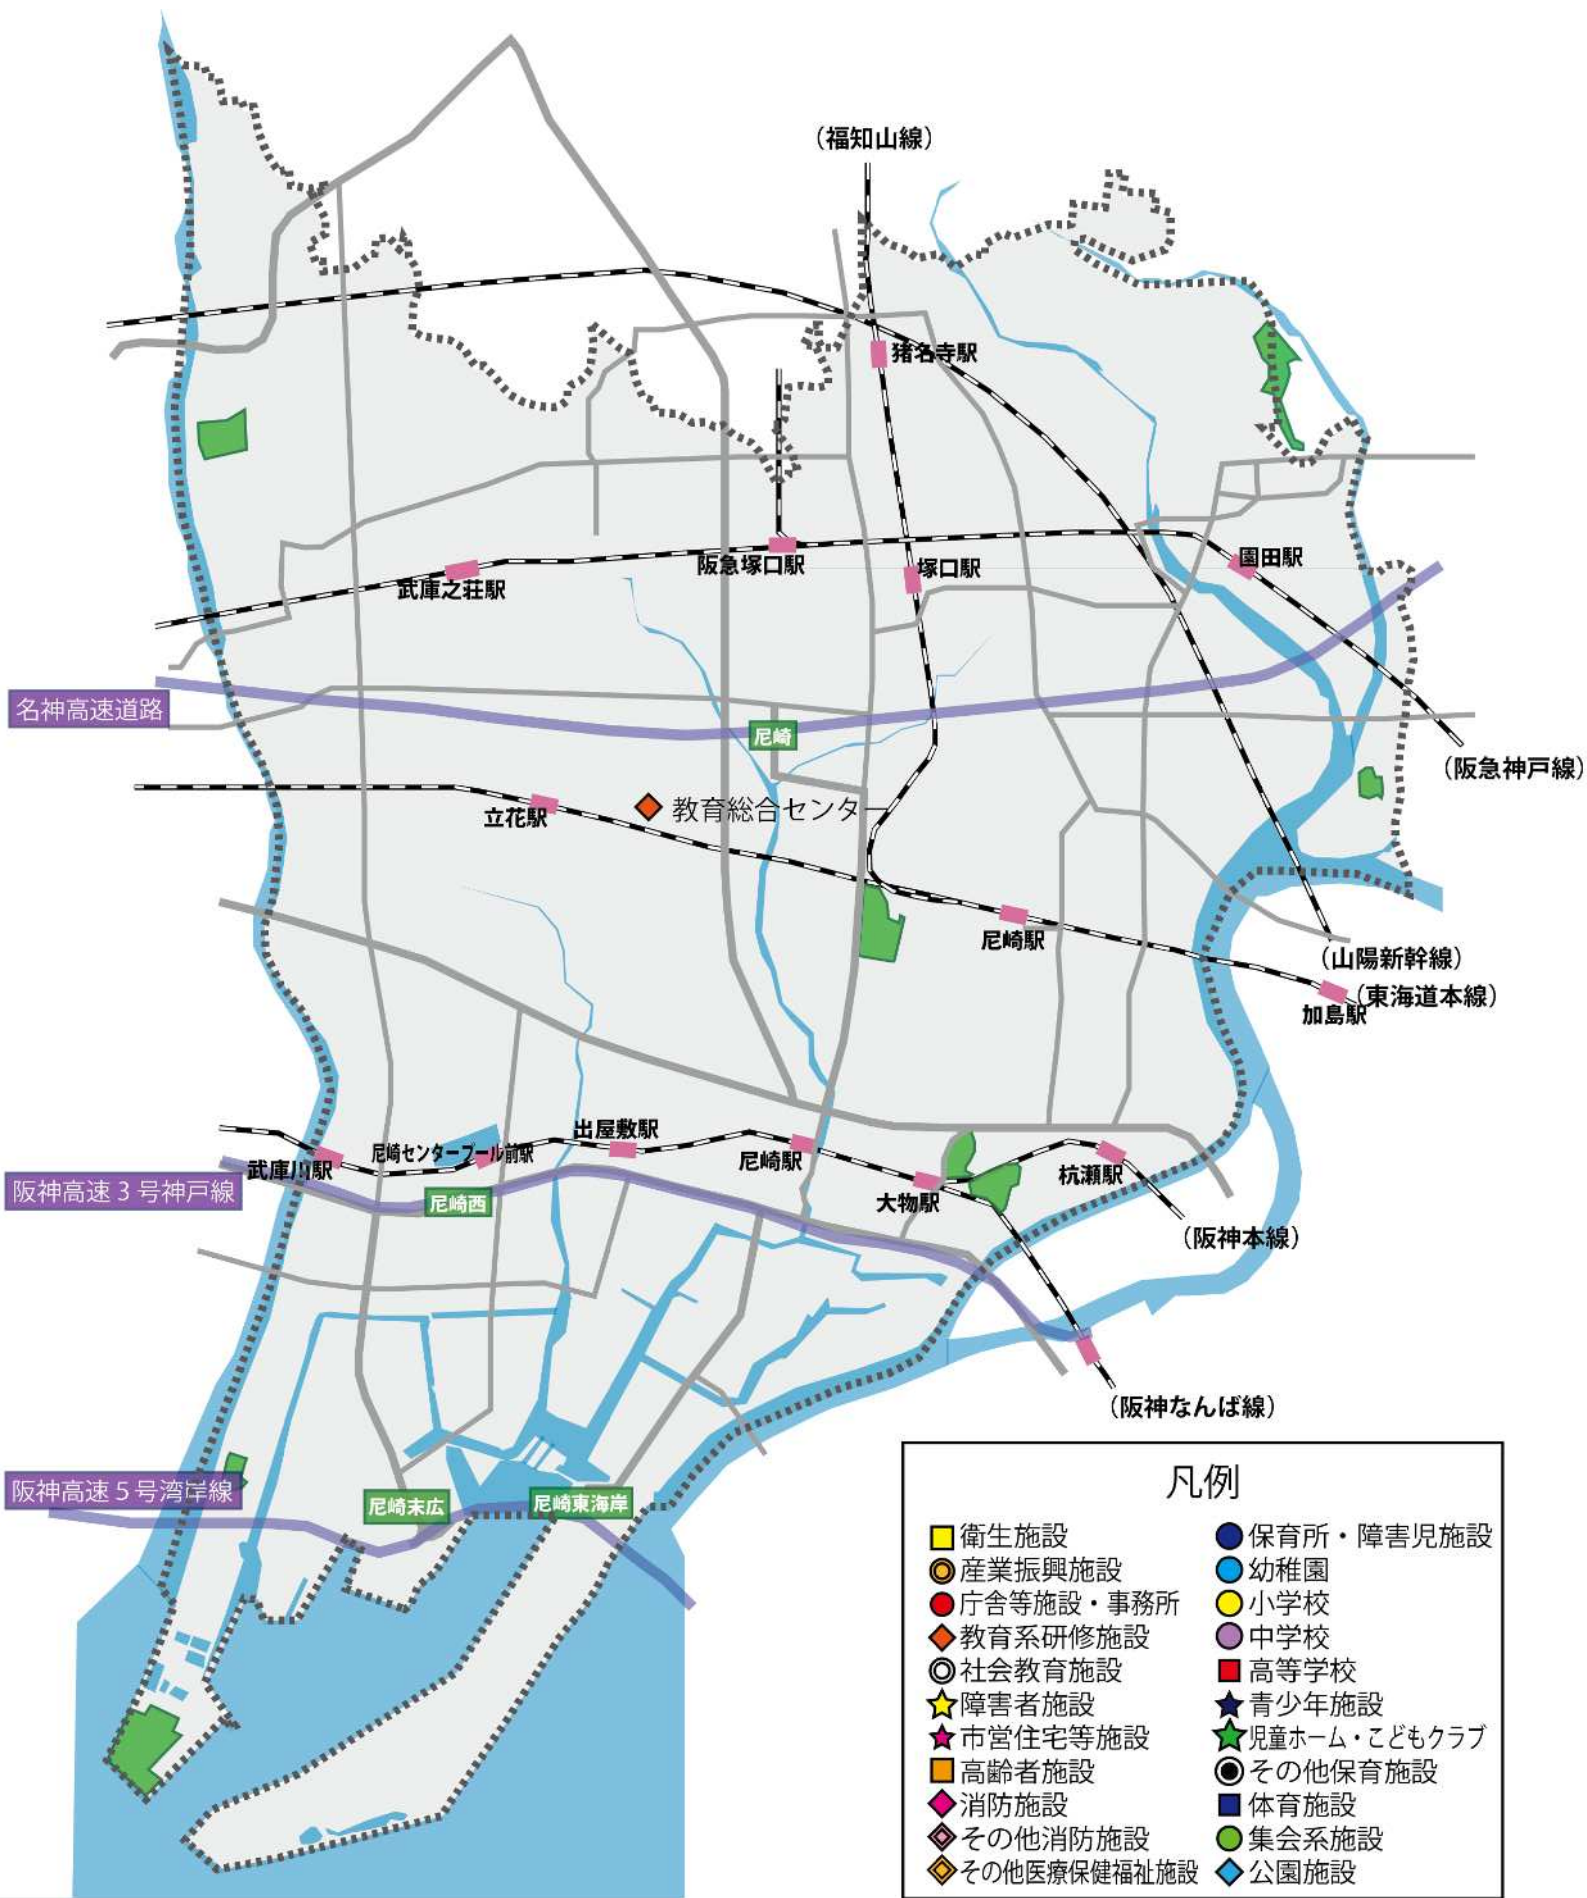 （福知山線）
猪名寺駅
阪急塚口駅
塚口駅
園田駅
武庫之荘駅
名神高速道路
尼崎
（阪急神戸線）
立花駅
教育総合センター
尼崎駅
（山陽新幹線）
（東海道本線）
加島駅
出屋敷駅
尼崎センタープール前駅
武庫川駅
尼崎駅
杭瀬駅
阪神高速３号神戸線
尼崎西
大物駅
（阪神本線）
（阪神なんば線）
阪神高速５号湾岸線
尼崎末広
尼崎東海岸
凡例
衛生施設
産業振興施設
庁舎等施設・事務所
教育系研修施設
社会教育施設
障害者施設
市営住宅等施設
高齢者施設
消防施設
その他消防施設
その他医療保健福祉施設
保育所・障害児施設
幼稚園
小学校
中学校
高等学校
青少年施設
児童ホーム・こどもクラブ
その他保育施設
体育施設
集会系施設
公園施設